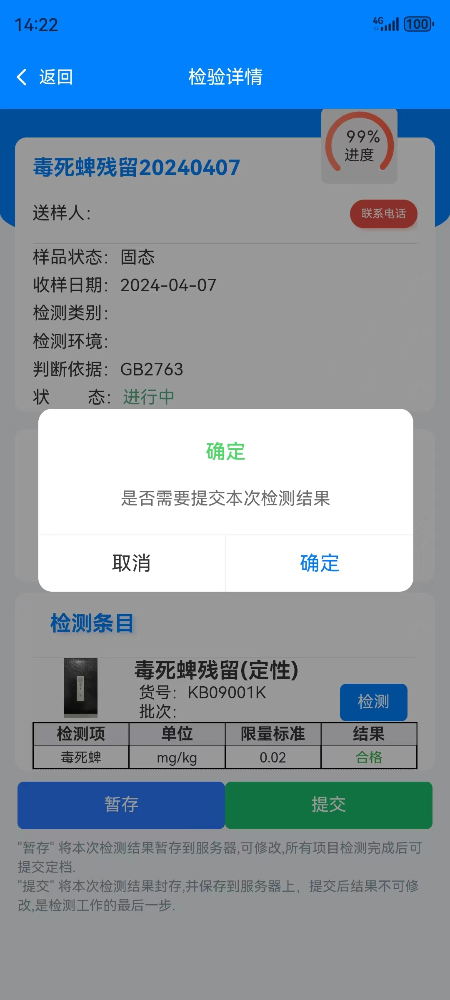 14:22
4G
100
返回
检验详情
99%
进度
毒死蜱残留20240407
送样人:
联系电话
样品状态: 固态
收样日期: 2024-04-07
检测类别:
检测环境:
判断依据: GB2763
状 态: 进行中
确定
是否需要提交本次检测结果
取消
确定
检测条目
毒死蜱残留(定性)
货号: KB09001K
批次:
检测
检测项 单位 限量标准 结果
毒死蜱 mg/kg 0.02 合格
暂存
提交
"暂存" 将本次检测结果暂存到服务器,可修改,所有项目检测完成后可
提交定档.
"提交" 将本次检测结果封存,并保存到服务器上，提交后结果不可修
改,是检测工作的最后一步.